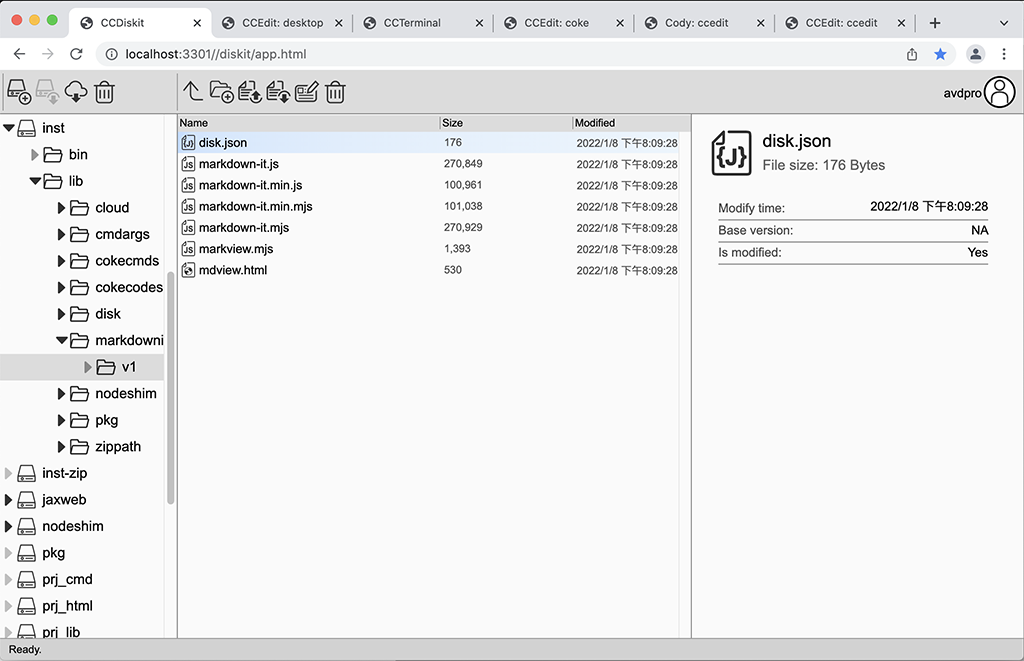 CCDiskit
CCEdit: desktop
CCTerminal
CCEdit: coke
Cody: ccedit
CCEdit: ccedit
localhost:3301//diskit/app.html
avdpro
inst
bin
lib
cloud
cmdargs
cokecmds
cokecodes
disk
markdowni
v1
nodeshim
pkg
zippath
inst-zip
jaxweb
nodeshim
pkg
prj_cmd
prj_html
prj_lib
Name Size Modified
disk.json 176 2022/1/8 下午8:09:28
markdown-it.js 270,849 2022/1/8 下午8:09:28
markdown-it.min.js 100,961 2022/1/8 下午8:09:28
markdown-it.min.mjs 101,038 2022/1/8 下午8:09:28
markdown-it.mjs 270,929 2022/1/8 下午8:09:28
markview.mjs 1,393 2022/1/8 下午8:09:28
mdview.html 530 2022/1/8 下午8:09:28
disk.json
File size: 176 Bytes
Modify time: 2022/1/8 下午8:09:28
Base version: NA
Is modified: Yes
Ready.